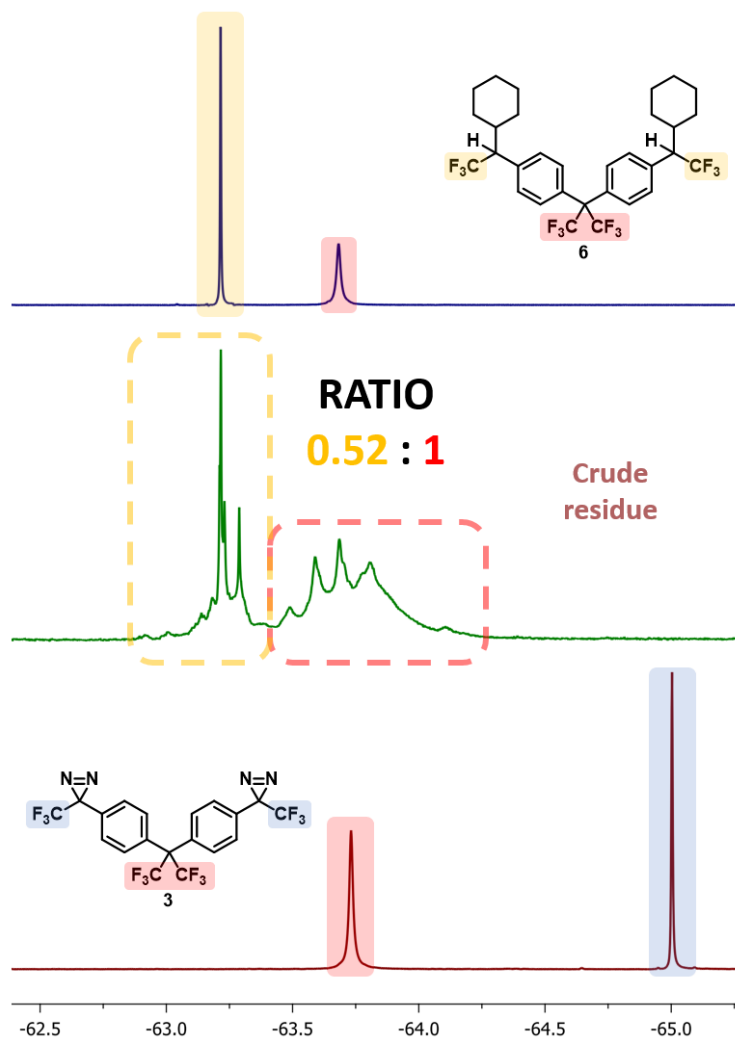 H H
F₃C CF₃
F₃C CF₃
6
RATIO
0.52 : 1
Crude
residue
N=N N=N
F₃C CF₃
F₃C CF₃
3
-62.5 -63.0 -63.5 -64.0 -64.5 -65.0